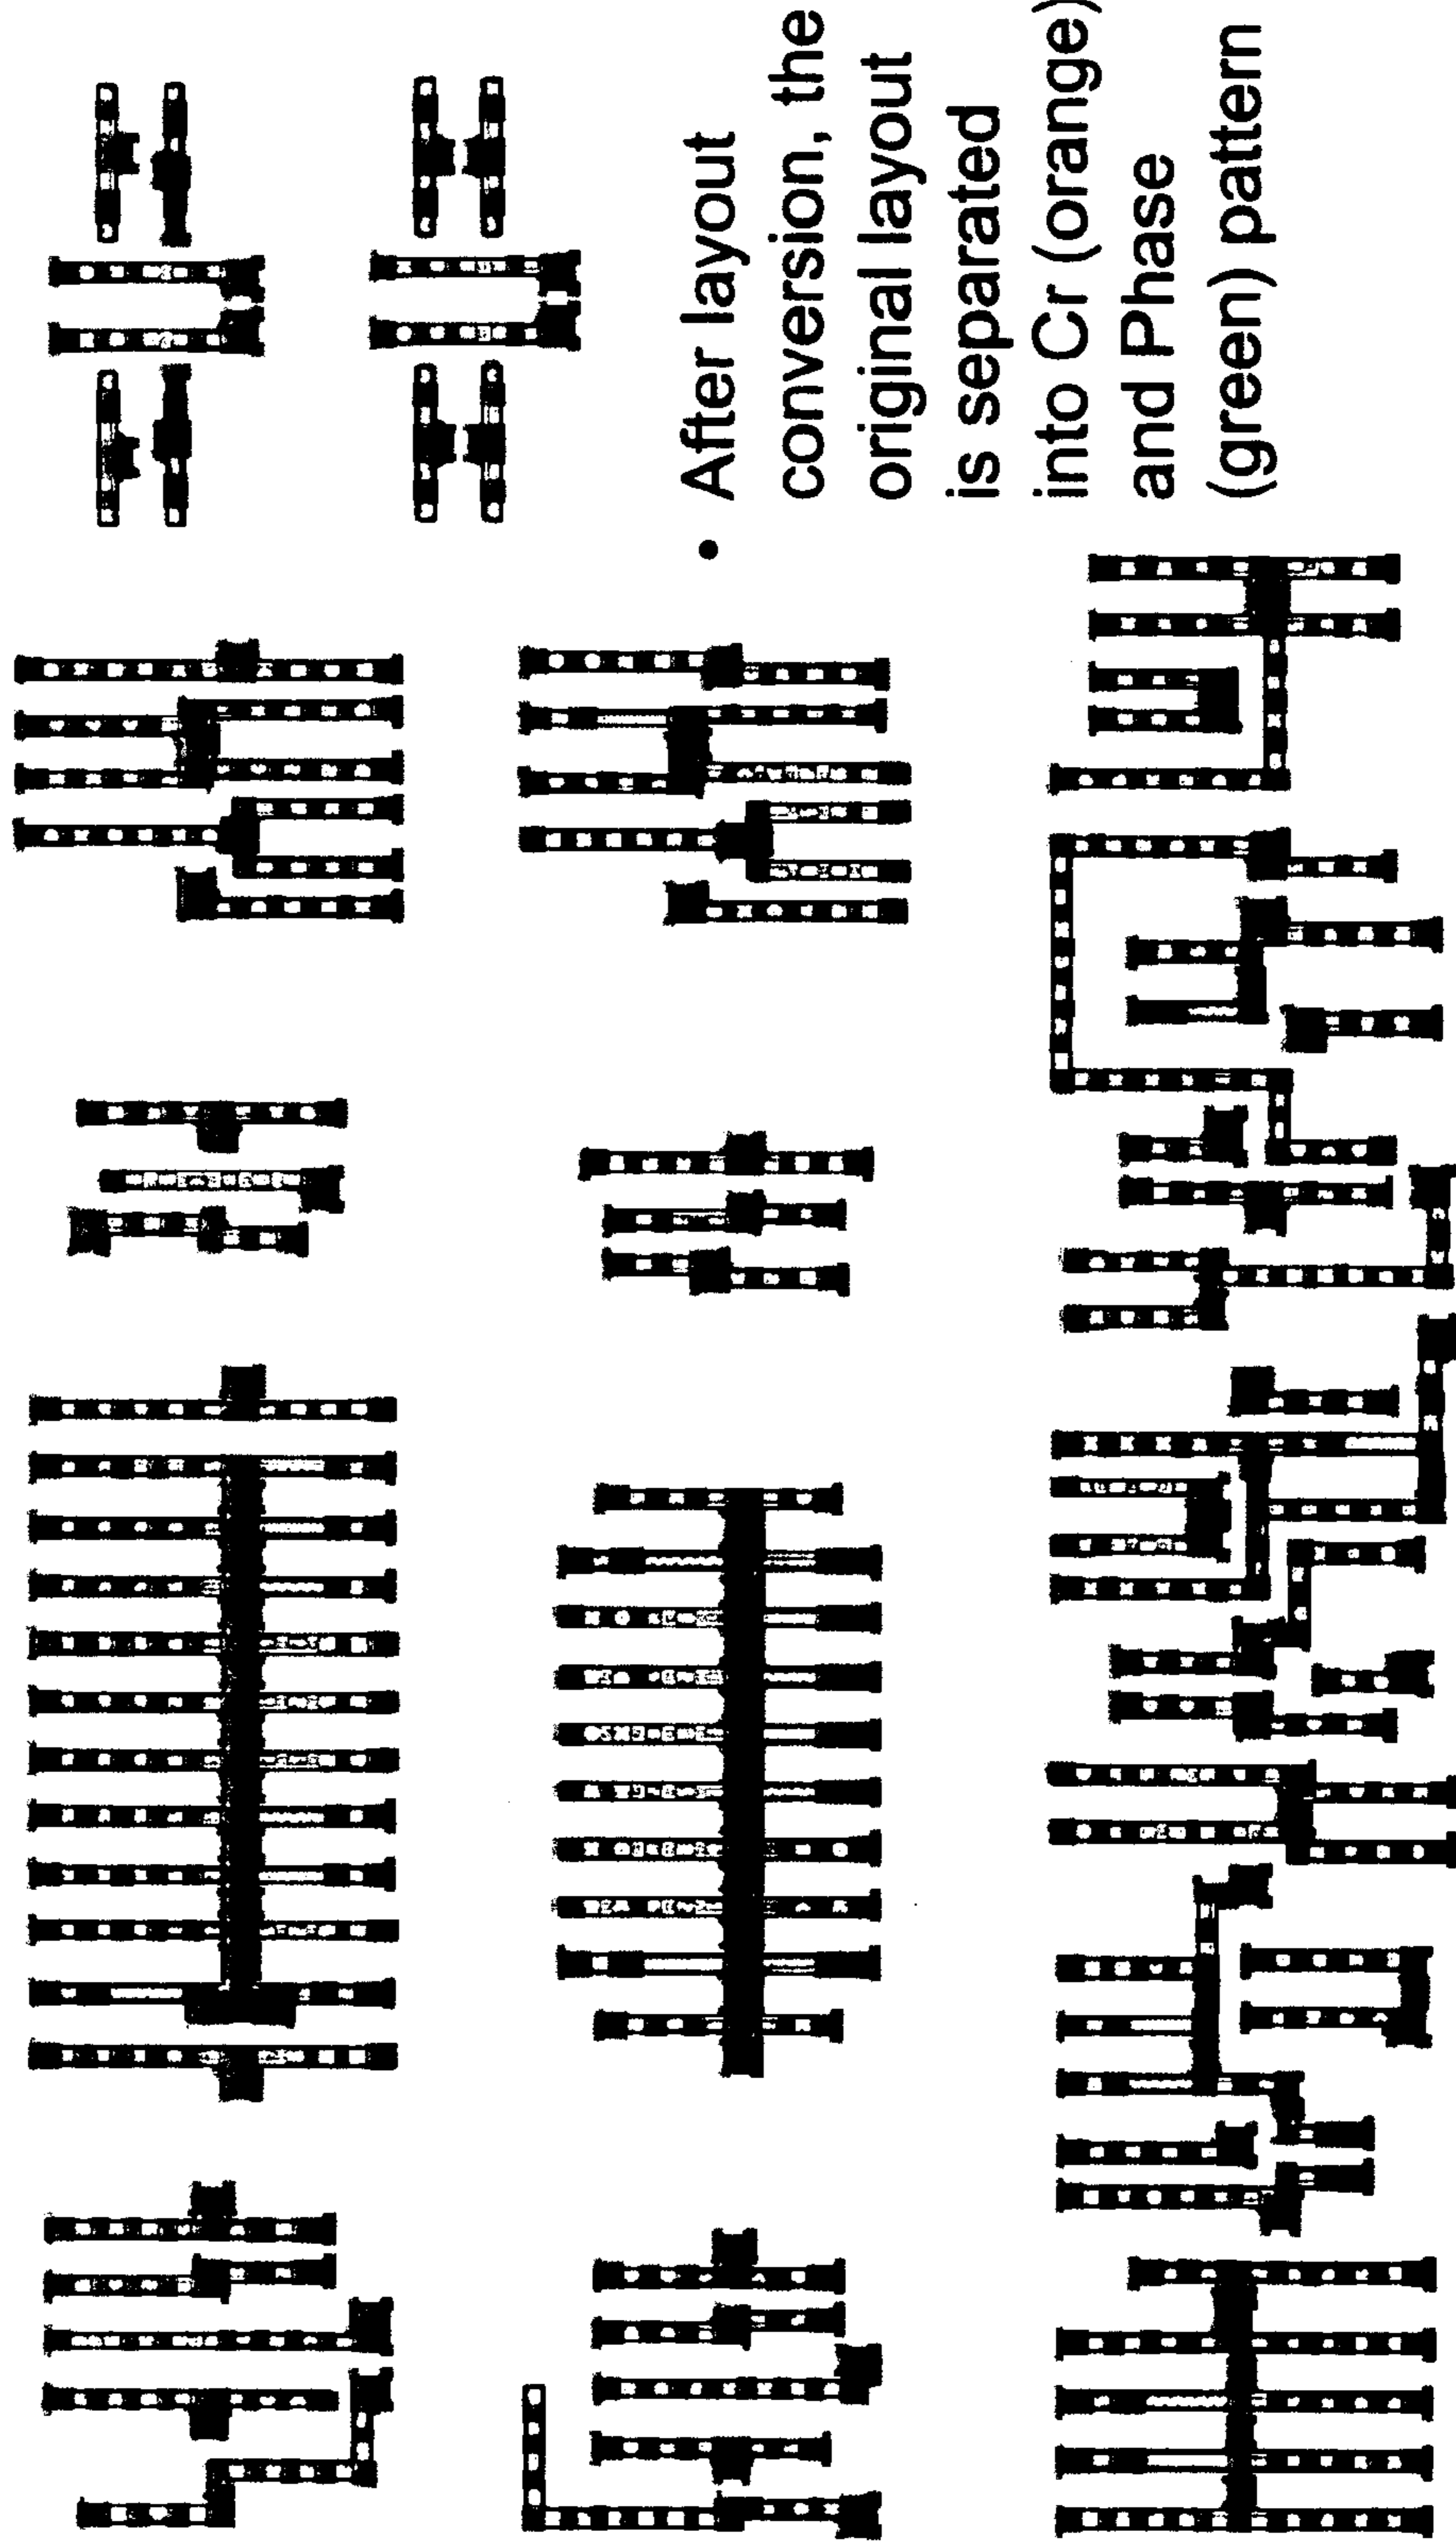 • After layout
conversion, the
original layout
is separated
into Cr (orange)
and Phase
(green) pattern